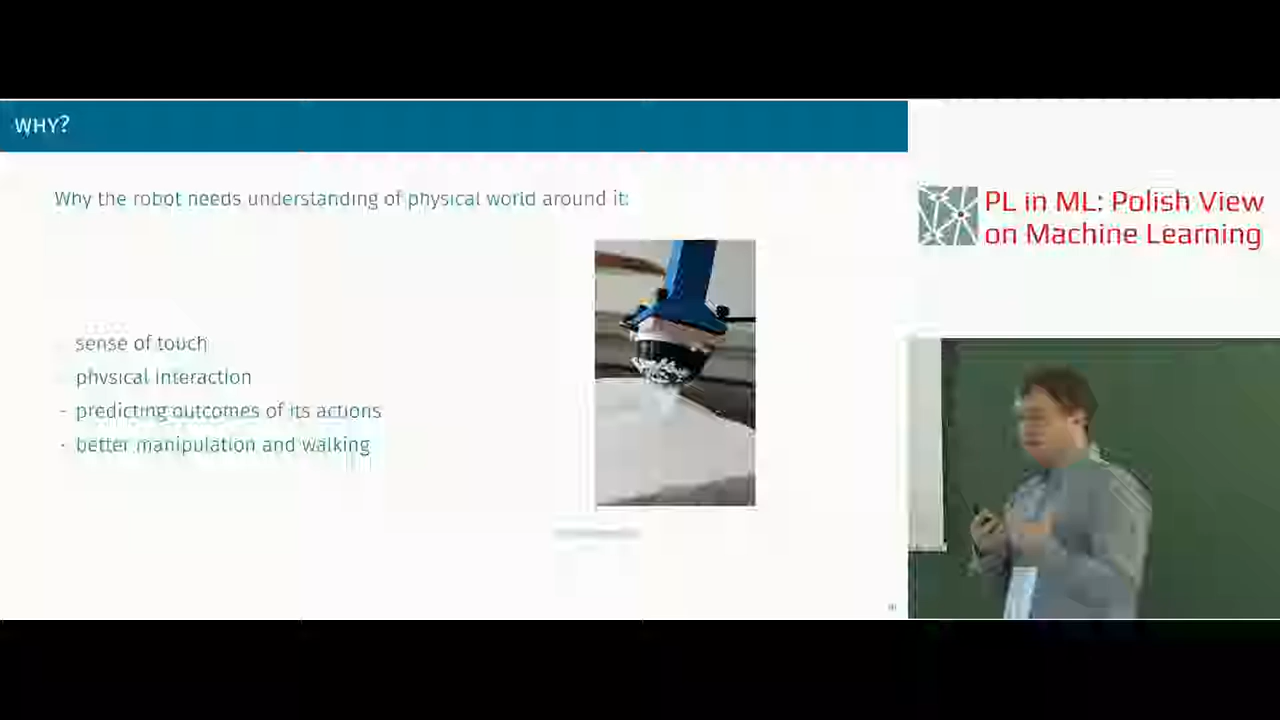 WHY?
Why the robot needs understanding of physical world around it:
sense of touch
physical interaction
- predicting outcomes of its actions
- better manipulation and walking
PL in ML: Polish View
on Machine Learning